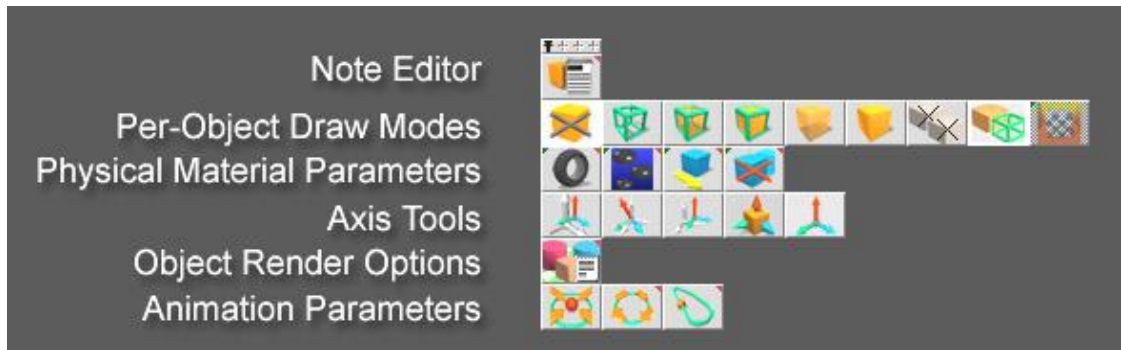 Note Editor
Per-Object Draw Modes
Physical Material Parameters
Axis Tools
Object Render Options
Animation Parameters